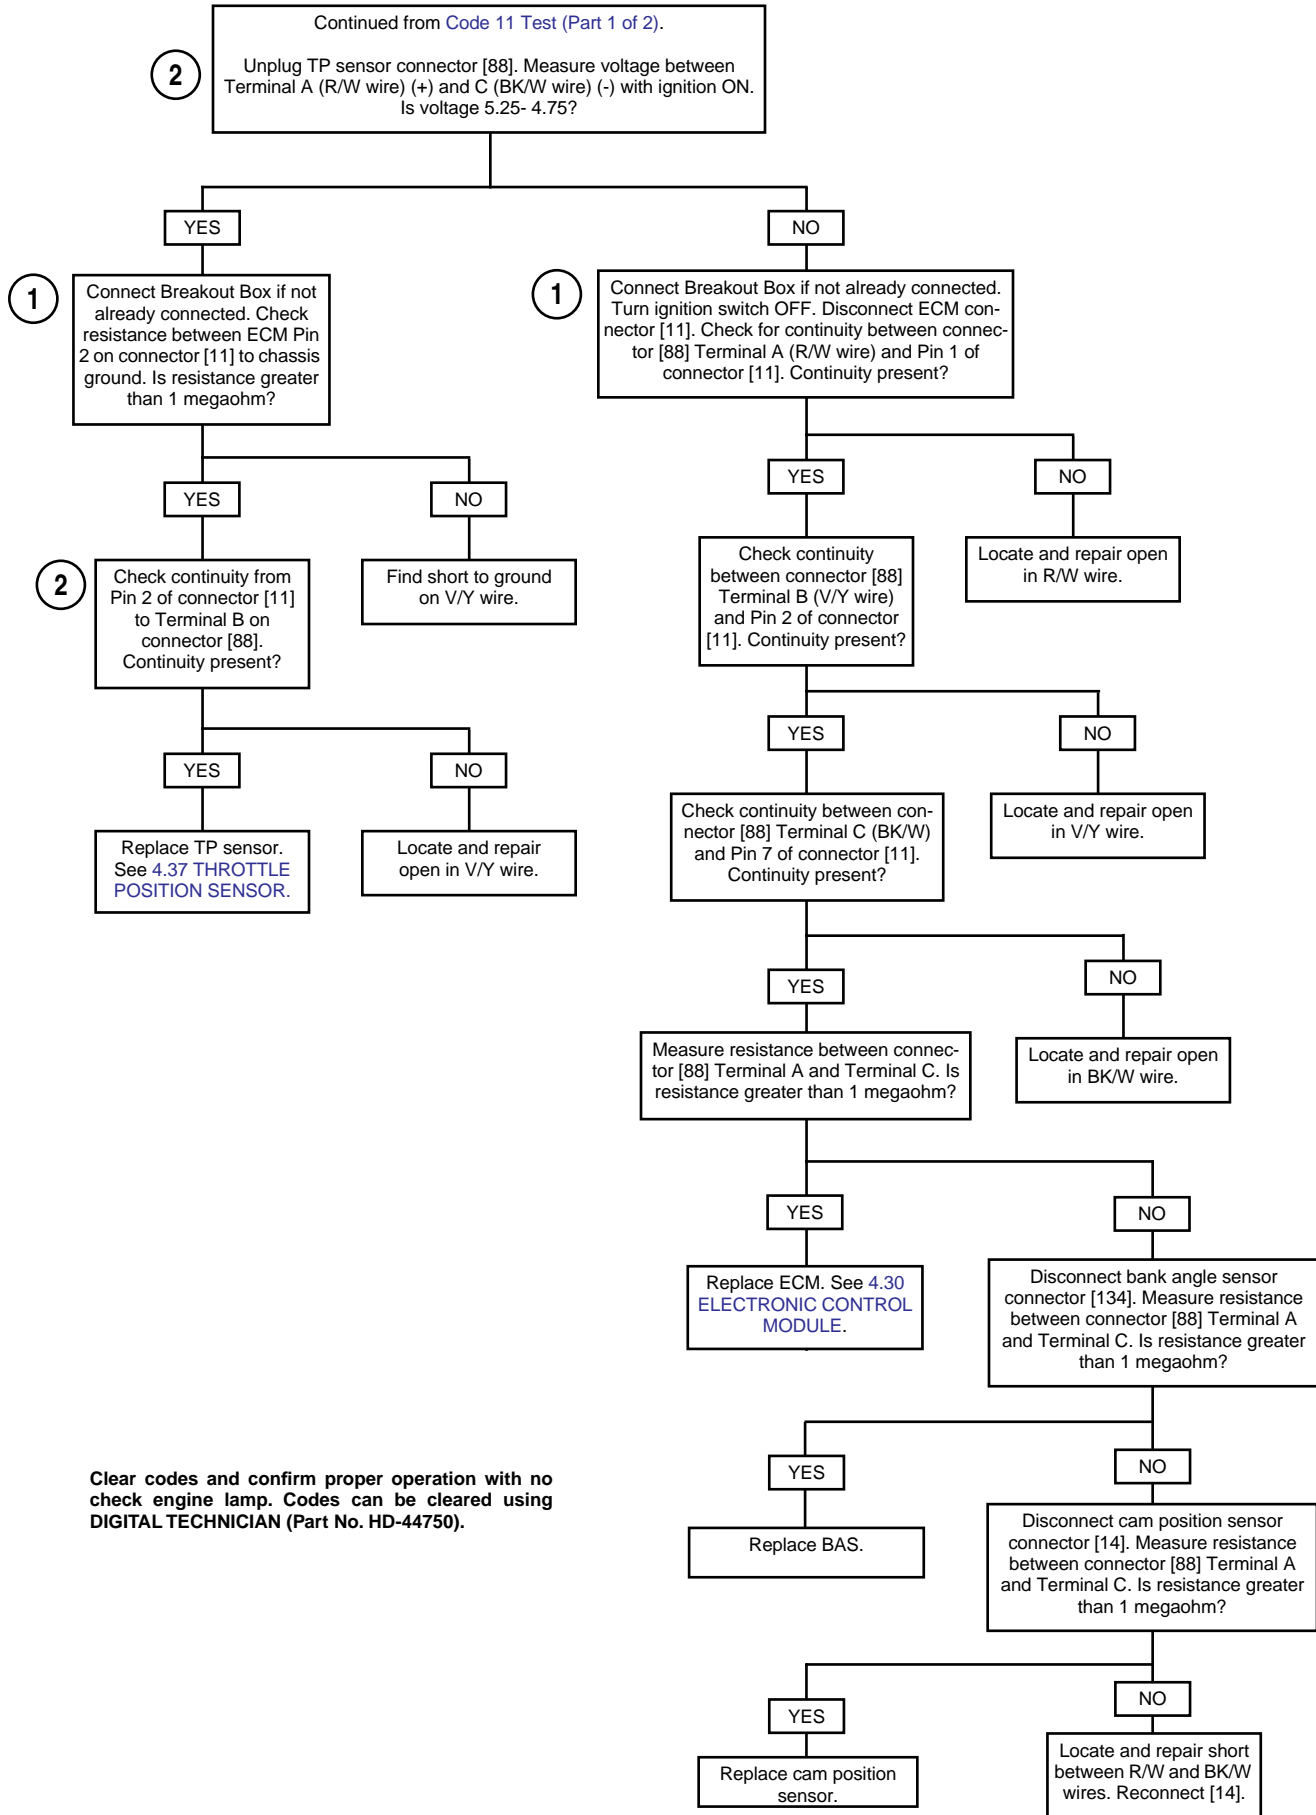 Continued from Code 11 Test (Part 1 of 2).
2
Unplug TP sensor connector [88]. Measure voltage between
Terminal A (R/W wire) (+) and C (BK/W wire) (-) with ignition ON.
Is voltage 5.25- 4.75?
YES
NO
1
Connect Breakout Box if not
already connected. Check
resistance between ECM Pin
2 on connector [11] to chassis
ground. Is resistance greater
than 1 megaohm?
1
Connect Breakout Box if not already connected.
Turn ignition switch OFF. Disconnect ECM con-
nector [11]. Check for continuity between connec-
tor [88] Terminal A (R/W wire) and Pin 1 of
connector [11]. Continuity present?
YES
NO
YES
NO
2
Check continuity from
Pin 2 of connector [11]
to Terminal B on
connector [88].
Continuity present?
Find short to ground
on V/Y wire.
Check continuity
between connector [88]
Terminal B (V/Y wire)
and Pin 2 of connector
[11]. Continuity present?
Locate and repair open
in R/W wire.
YES
NO
YES
NO
Replace TP sensor.
See 4.37 THROTTLE
POSITION SENSOR.
Locate and repair
open in V/Y wire.
Check continuity between con-
nector [88] Terminal C (BK/W)
and Pin 7 of connector [11].
Continuity present?
Locate and repair open
in V/Y wire.
YES
NO
Measure resistance between connec-
tor [88] Terminal A and Terminal C. Is
resistance greater than 1 megaohm?
Locate and repair open
in BK/W wire.
YES
NO
Replace ECM. See 4.30
ELECTRONIC CONTROL
MODULE.
Disconnect bank angle sensor
connector [134]. Measure resistance
between connector [88] Terminal A
and Terminal C. Is resistance greater
than 1 megaohm?
YES
NO
Clear codes and confirm proper operation with no
check engine lamp. Codes can be cleared using
DIGITAL TECHNICIAN (Part No. HD-44750).
Replace BAS.
Disconnect cam position sensor
connector [14]. Measure resistance
between connector [88] Terminal A
and Terminal C. Is resistance greater
than 1 megaohm?
YES
NO
Replace cam position
sensor.
Locate and repair short
between R/W and BK/W
wires. Reconnect [14].